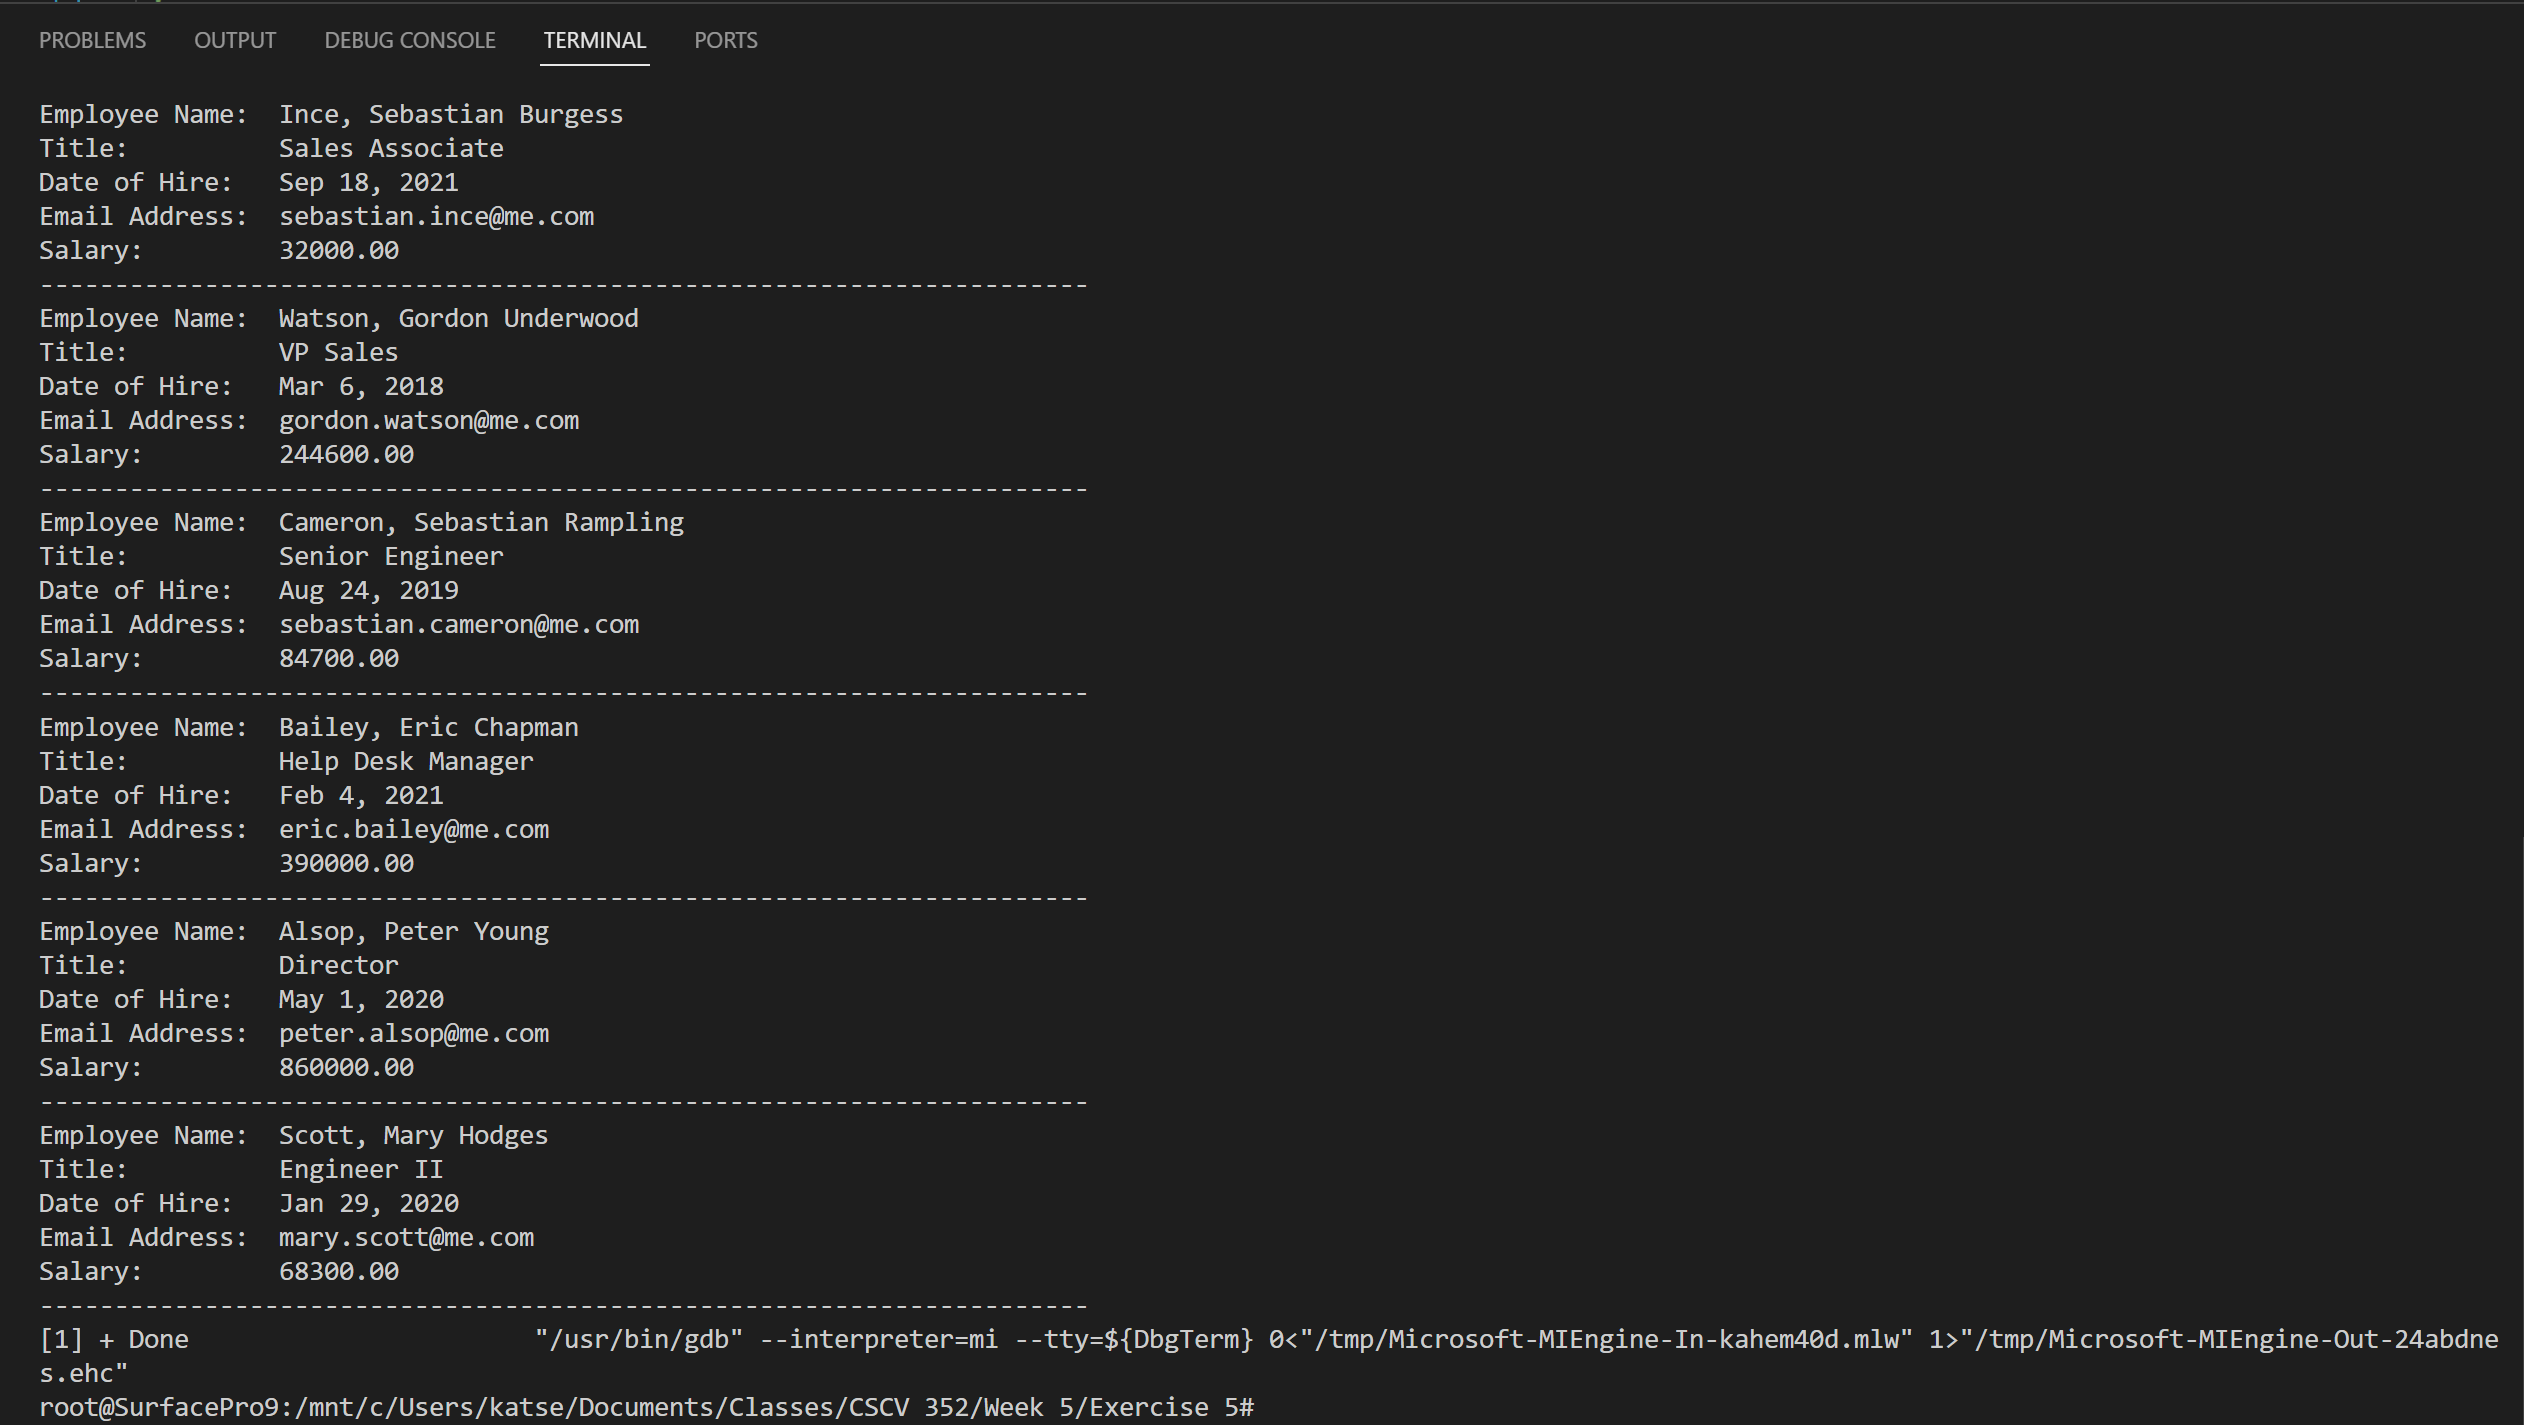 PROBLEMS OUTPUT DEBUG CONSOLE TERMINAL PORTS
Employee Name:  Ince, Sebastian Burgess
Title:          Sales Associate
Date of Hire:   Sep 18, 2021
Email Address:  sebastian.ince@me.com
Salary:         32000.00
----------------------------------------------------------------------
Employee Name:  Watson, Gordon Underwood
Title:          VP Sales
Date of Hire:   Mar 6, 2018
Email Address:  gordon.watson@me.com
Salary:         244600.00
----------------------------------------------------------------------
Employee Name:  Cameron, Sebastian Rampling
Title:          Senior Engineer
Date of Hire:   Aug 24, 2019
Email Address:  sebastian.cameron@me.com
Salary:         84700.00
----------------------------------------------------------------------
Employee Name:  Bailey, Eric Chapman
Title:          Help Desk Manager
Date of Hire:   Feb 4, 2021
Email Address:  eric.bailey@me.com
Salary:         390000.00
----------------------------------------------------------------------
Employee Name:  Alsop, Peter Young
Title:          Director
Date of Hire:   May 1, 2020
Email Address:  peter.alsop@me.com
Salary:         860000.00
----------------------------------------------------------------------
Employee Name:  Scott, Mary Hodges
Title:          Engineer II
Date of Hire:   Jan 29, 2020
Email Address:  mary.scott@me.com
Salary:         68300.00
----------------------------------------------------------------------
[1] + Done                       "/usr/bin/gdb" --interpreter=mi --tty=${DbgTerm} 0<"/tmp/Microsoft-MIEngine-In-kahem40d.mlw" 1>"/tmp/Microsoft-MIEngine-Out-24abdne
s.ehc"
root@SurfacePro9:/mnt/c/Users/katse/Documents/Classes/CSCV 352/Week 5/Exercise 5#